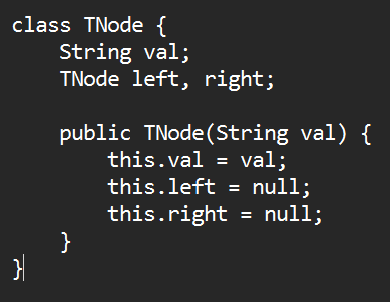 class TNode {
    String val;
    TNode left, right;

    public TNode(String val) {
        this.val = val;
        this.left = null;
        this.right = null;
    }
}